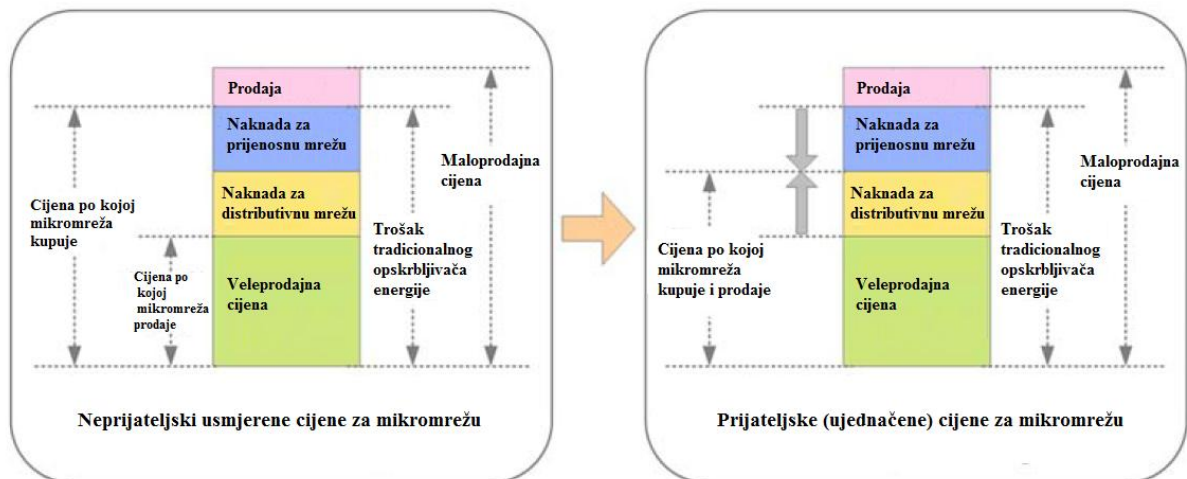 Prodaja
Naknada za
prijenosnu mrežu
Naknada za
distributivnu mrežu
Veleprodajna
cijena
Cijena po kojoj
mikromreža
kupuje
Cijena po
kojoj
mikromreža
prodaje
Trošak
tradicionalnog
opskrbljivača
energije
Maloprodajna
cijena
Neprijateljski usmjerene cijene za mikromrežu
Prodaja
Naknada za
prijenosnu mrežu
Naknada za
distributivnu mrežu
Veleprodajna
cijena
Cijena po kojoj
mikromreža
kupuje i prodaje
Trošak
tradicionalnog
opskrbljivača
energije
Maloprodajna
cijena
Prijateljske (ujednačene) cijene za mikromrežu